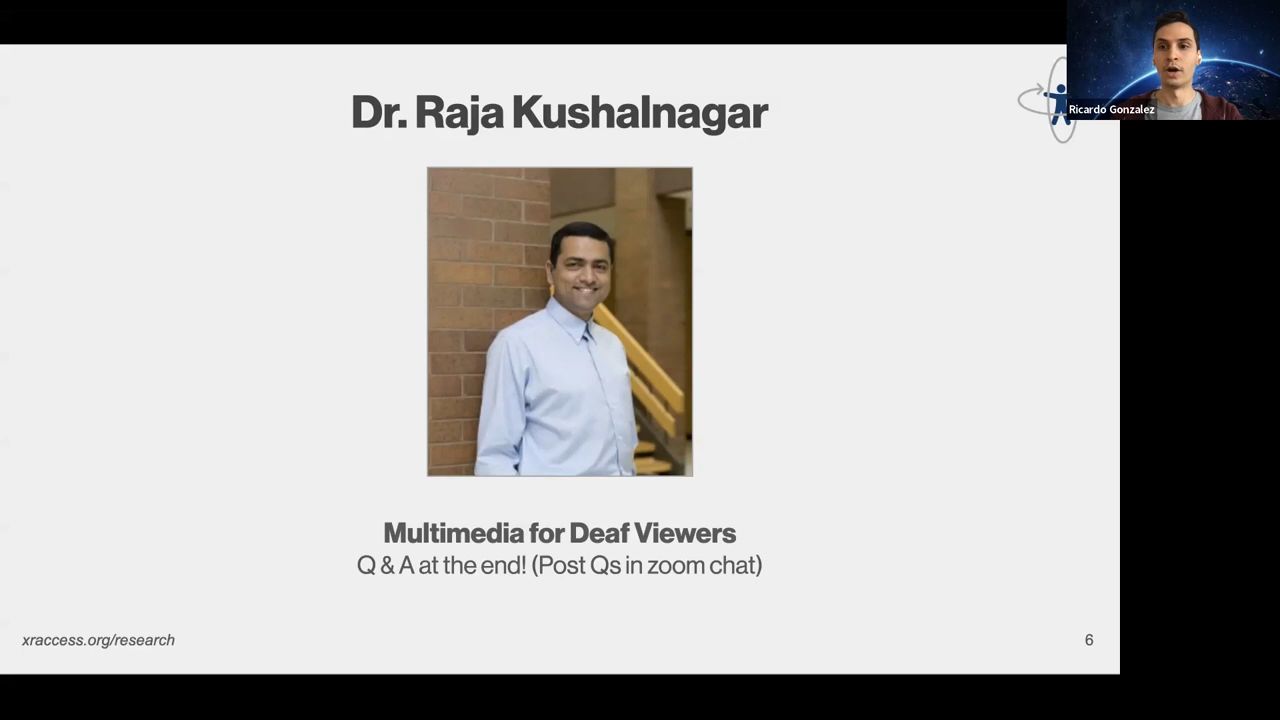 Dr. Raja Kushalnagar
Ricardo Gonzalez
Multimedia for Deaf Viewers
Q & A at the end! (Post Qs in zoom chat)
xraccess.org/research
6